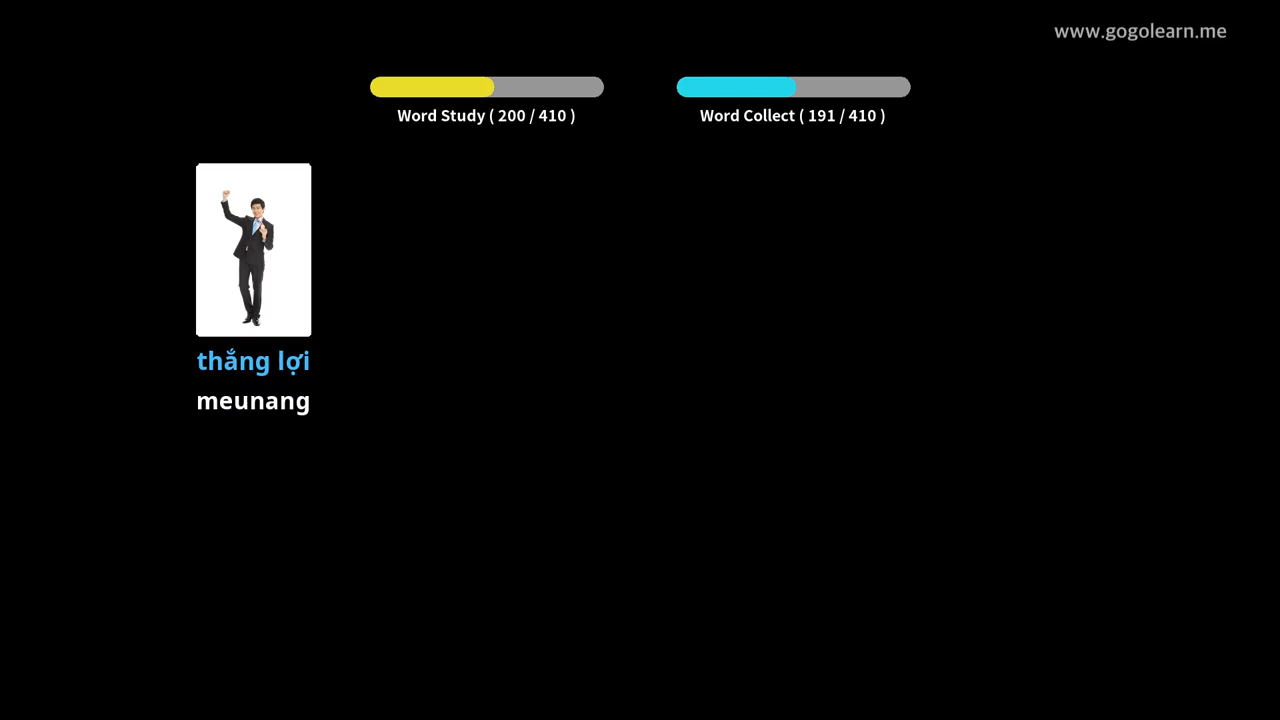 www.gogolearn.me
Word Study ( 200 / 410 )
Word Collect ( 191 / 410 )
thắng lợi
meunang